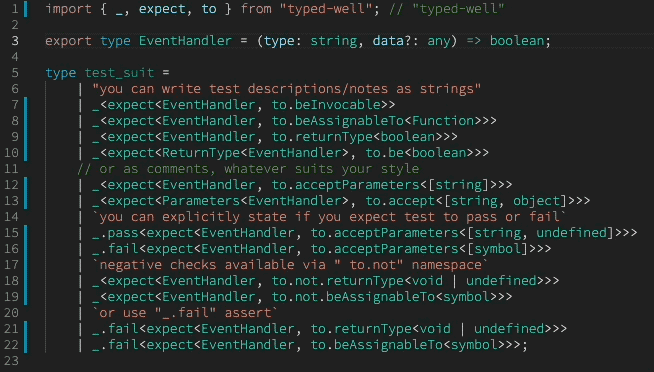 1 import { _, expect, to } from "typed-well"; // "typed-well"
2
3 export type EventHandler = (type: string, data?: any) => boolean;
4
5 type test_suit =
6 | "you can write test descriptions/notes as strings"
7 | _<expect<EventHandler, to.beInvocable>>
8 | _<expect<EventHandler, to.beAssignableTo<Function>>>
9 | _<expect<EventHandler, to.returnType<boolean>>>
10 | _<expect<ReturnType<EventHandler>, to.be<boolean>>>
11 // or as comments, whatever suits your style
12 | _<expect<EventHandler, to.acceptParameters<[string]>>>
13 | _<expect<Parameters<EventHandler>, to.accept<[string, object]>>>
14 | `you can explicitly state if you expect test to pass or fail`
15 | _.pass<expect<EventHandler, to.acceptParameters<[string, undefined]>>>
16 | _.fail<expect<EventHandler, to.acceptParameters<[symbol]>>>
17 | `negative checks available via " to.not" namespace`
18 | _<expect<EventHandler, to.not.returnType<void | undefined>>>
19 | _<expect<EventHandler, to.not.beAssignableTo<symbol>>>
20 | `or use "_.fail" assert`
21 | _.fail<expect<EventHandler, to.returnType<void | undefined>>>
22 | _.fail<expect<EventHandler, to.beAssignableTo<symbol>>>;
23